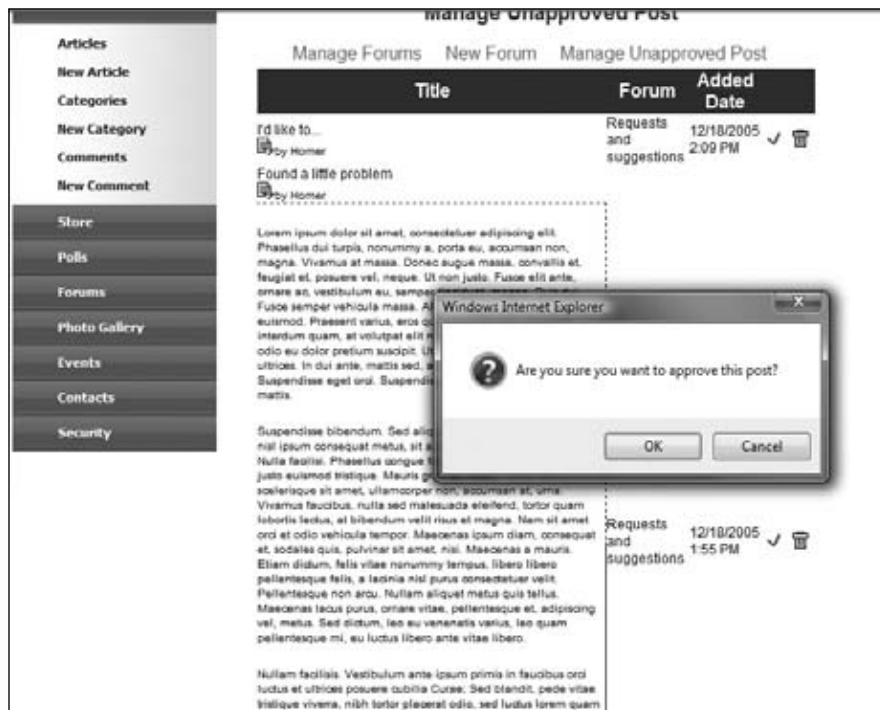 Manage Unapproved Post
Articles
New Article
Categories
New Category
Comments
New Comment
Store
Polls
Forums
Photo Gallery
Events
Contacts
Security
Manage Forums New Forum Manage Unapproved Post
Title Forum Added Date
I'd like to...
by Homer
Requests and suggestions
12/18/2005 2:09 PM
Found a little problem
by Homer
Lorem ipsum dolor sit amet, consectetuer adipiscing elit.
Phasellus dui turpis, nonummy a, porta eu, accumsan non,
magna. Vivamus at massa. Donec augue massa, convallis et,
feugiat et, posuere vel, neque. Ut non justo. Fusce elit ante,
ornare ac, vestibulum eu, semper
Fusce semper vehicula massa.
euismod. Praesent varius, eros
interdum quam, at volutpat elit
odio eu dolor pretium suscipit. Ut
ultrices. In dui ante, mattis sed,
Suspendisse eget orci.
mattis.
Windows Internet Explorer
Are you sure you want to approve this post?
OK Cancel
Suspendisse bibendum. Sed
nisl ipsum consequat metus, sit
Nulla facilisi. Phasellus congue
justo euismod tristique. Mauris
scelerisque sit amet, ullamcorper non, accumsan at, urna.
Vivamus faucibus, nulla sed malesuada eleifend, tortor quam
lobortis lectus, at bibendum velit risus et magna. Nam sit amet
orci et odio vehicula tempor. Maecenas ipsum diam, consequat
et, sodales quis, pulvinar sit amet, nisi. Maecenas a mauris.
Etiam dictum, felis vitae nonummy tempus, libero libero
pellentesque felis, a lacinia nisl purus consectetuer velit.
Pellentesque non arcu. Nullam aliquet metus quis tellus.
Maecenas lacus purus, ornare vitae, pellentesque et, adipiscing
vel, metus. Sed dictum, leo eu venenatis varius, leo quam
pellentesque mi, eu luctus libero ante vitae libero.
Requests and suggestions
12/18/2005 1:55 PM
Nullam facilisis. Vestibulum ante ipsum primis in faucibus orci
luctus et ultrices posuere cubilia Curae; Sed blandit, pede vitae
tristique viverra, nibh tortor placerat odio, sed luctus lorem quam